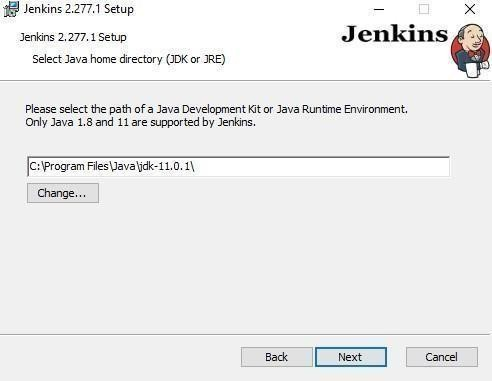 Jenkins 2.277.1 Setup
Jenkins 2.277.1 Setup
Jenkins
Select Java home directory (JDK or JRE)
Please select the path of a Java Development Kit or Java Runtime Environment.
Only Java 1.8 and 11 are supported by Jenkins.
C:\Program Files\Java\jdk-11.0.1\
Change...
Back
Next
Cancel